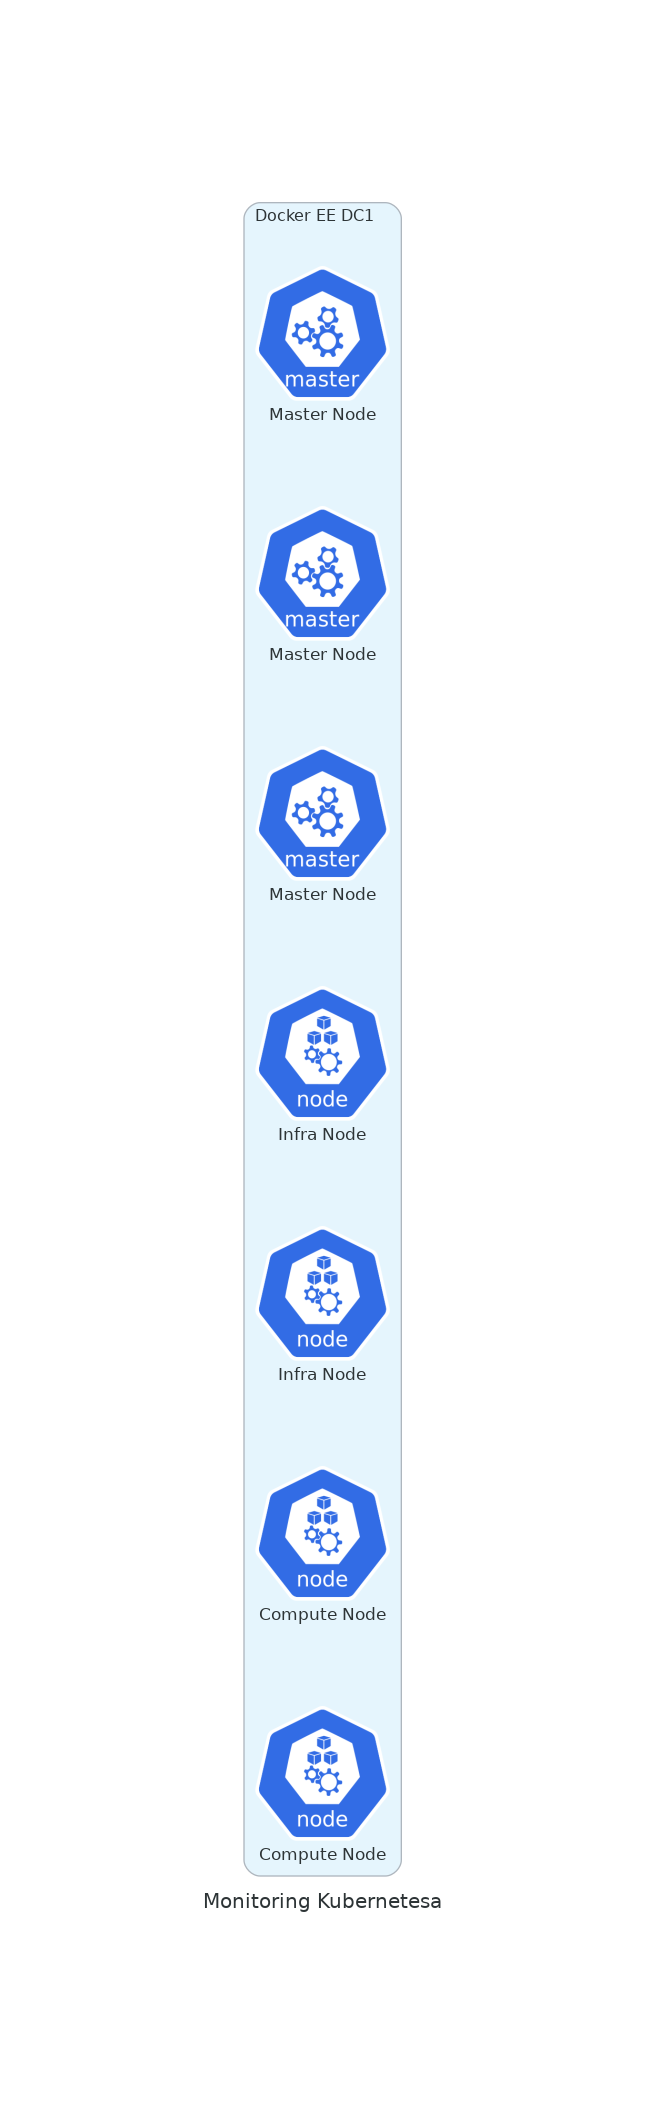 Docker EE DC1
master
Master Node
master
Master Node
master
Master Node
node
Infra Node
node
Infra Node
node
Compute Node
node
Compute Node
Monitoring Kubernetesa